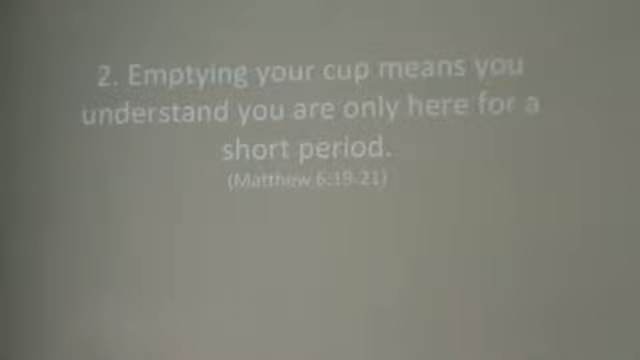 2. Emptying your cup means you
understand you are only here for a
short period.
(Matthew 6:19-21)